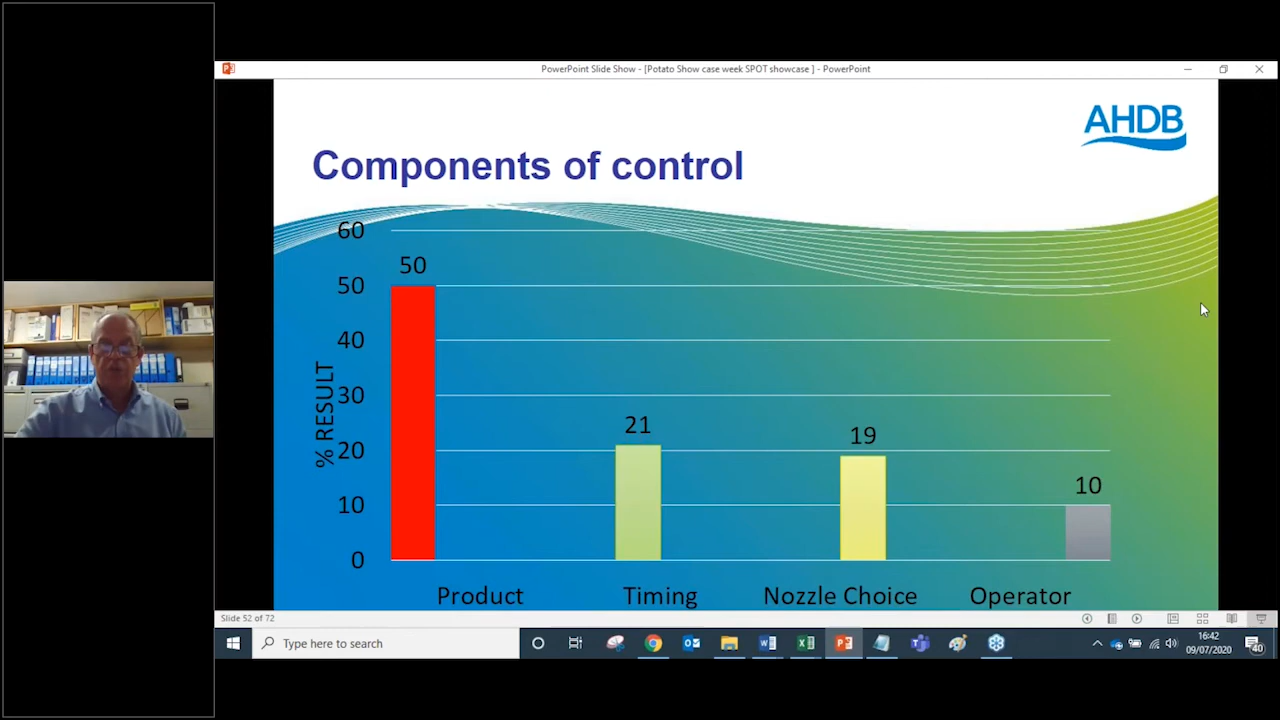 PowerPoint Slide Show - [Potato Show case week SPOT showcase ] - PowerPoint
AHDB
Components of control
60
50
50
40
30
20
10
0
% RESULT
21
19
10
Product Timing Nozzle Choice Operator
Slide 52 of 72
Type here to search
16:42
09/07/2020
40